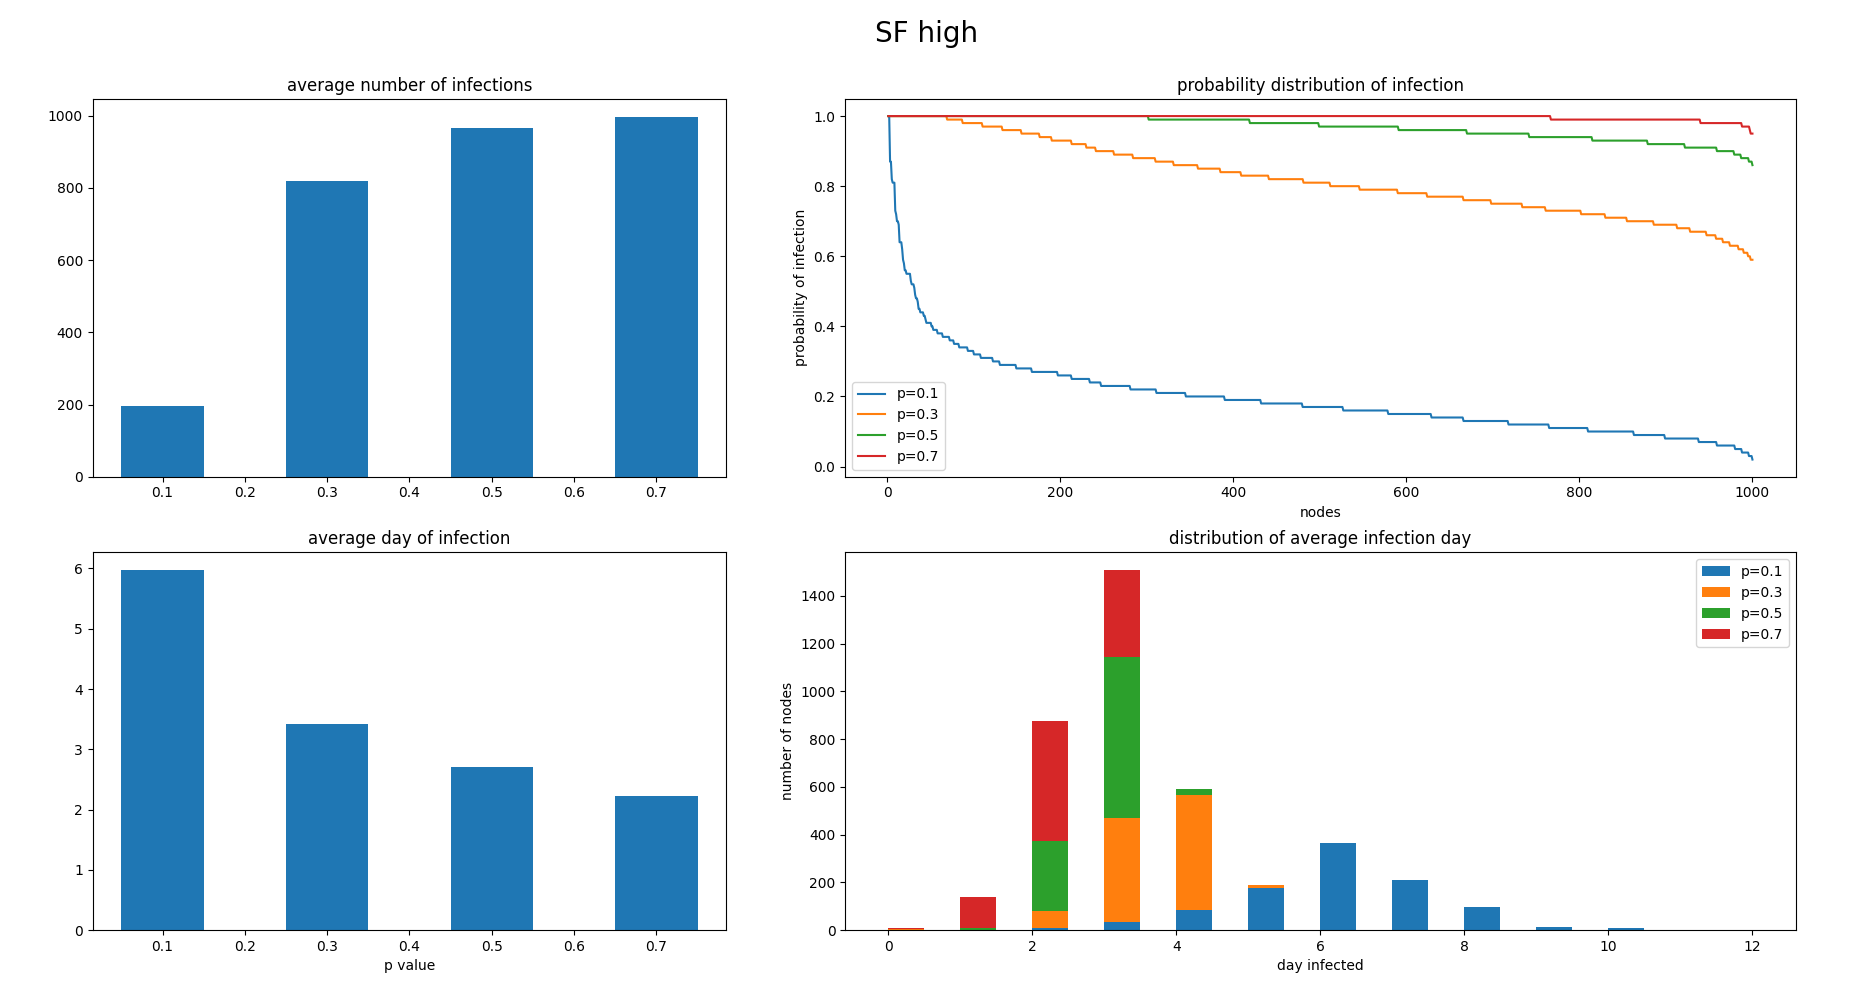 SF high
average number of infections
1000
800
600
400
200
0
0.1 0.2 0.3 0.4 0.5 0.6 0.7
probability distribution of infection
probability of infection
1.0
0.8
0.6
0.4
0.2
0.0
p=0.1
p=0.3
p=0.5
p=0.7
0 200 400 600 800 1000
nodes
average day of infection
6
5
4
3
2
1
0
0.1 0.2 0.3 0.4 0.5 0.6 0.7
p value
distribution of average infection day
number of nodes
1400
1200
1000
800
600
400
200
0
p=0.1
p=0.3
p=0.5
p=0.7
0 2 4 6 8 10 12
day infected